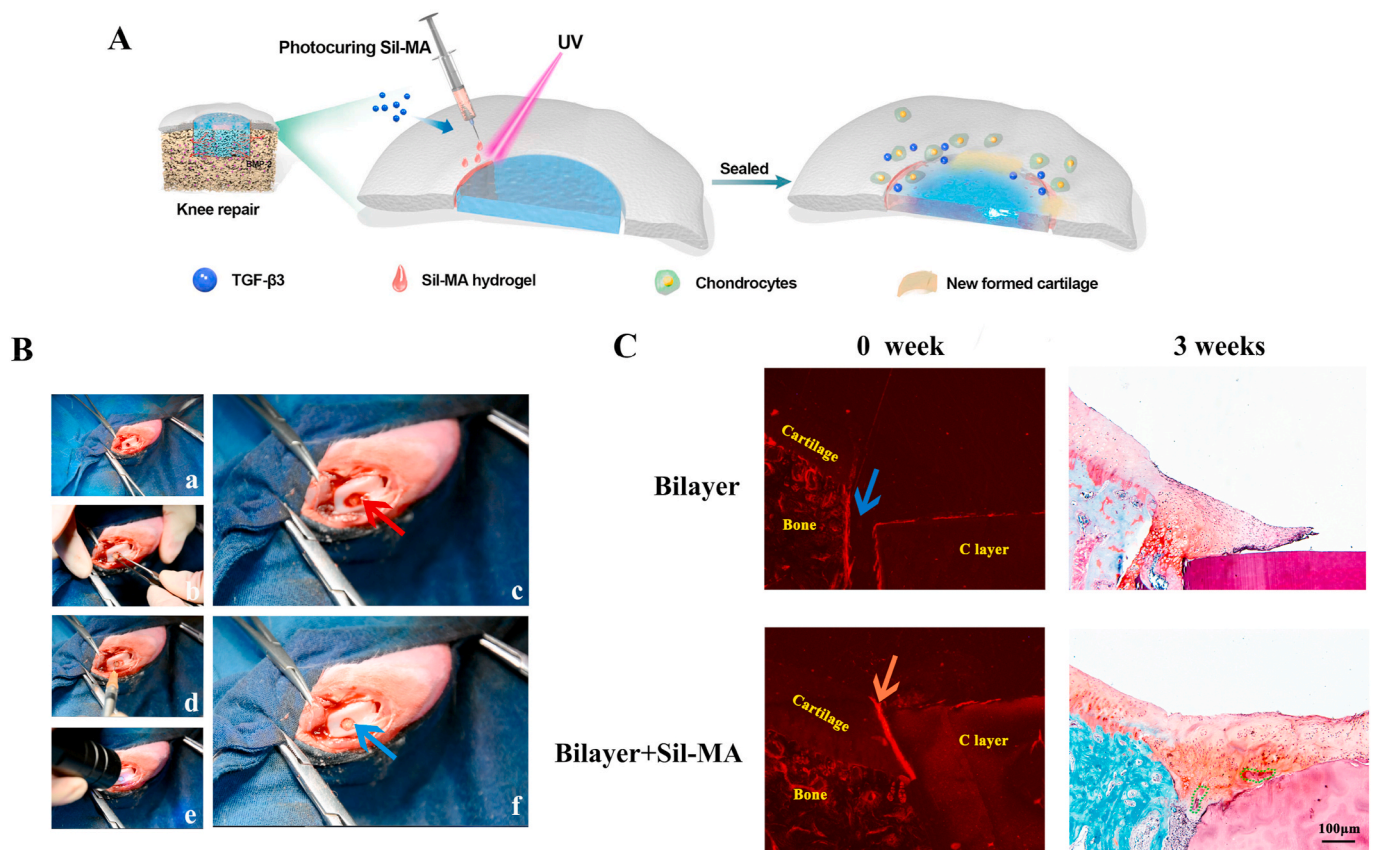 A
Photocuring Sil-MA
UV
BMP-2
Knee repair
Sealed
TGF-β3
Sil-MA hydrogel
Chondrocytes
New formed cartilage
B
a
b
c
d
e
f
C
0 week
3 weeks
Bilayer
Cartilage
Bone
C layer
Bilayer+Sil-MA
Cartilage
Bone
C layer
100μm